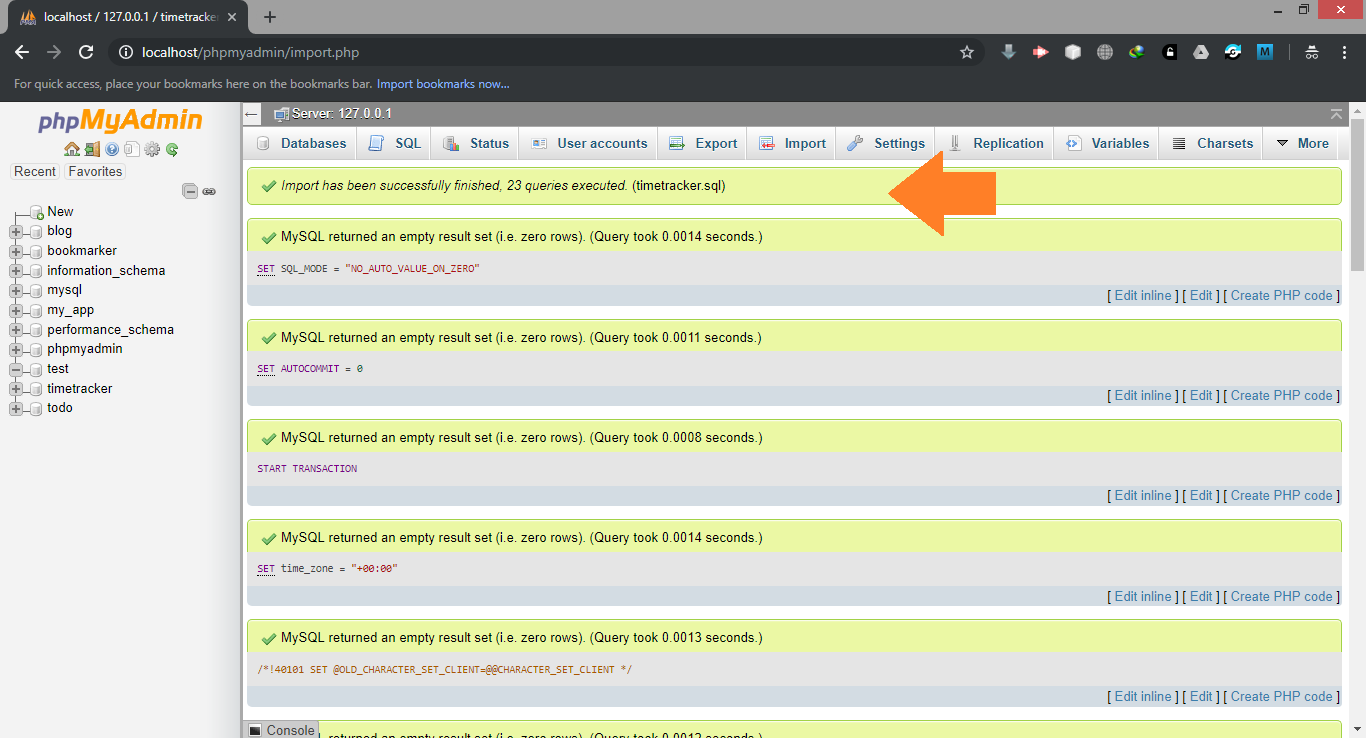 localhost / 127.0.0.1 / timetracker
localhost/phpmyadmin/import.php
M
For quick access, place your bookmarks here on the bookmarks bar. Import bookmarks now...
phpMyAdmin
Recent Favorites
New
blog
bookmarker
information_schema
mysql
my_app
performance_schema
phpmyadmin
test
timetracker
todo
Server: 127.0.0.1
Databases SQL Status User accounts Export Import Settings Replication Variables Charsets More
Import has been successfully finished, 23 queries executed. (timetracker.sql)
MySQL returned an empty result set (i.e. zero rows). (Query took 0.0014 seconds.)
SET SQL_MODE = "NO_AUTO_VALUE_ON_ZERO"
[ Edit inline ] [ Edit ] [ Create PHP code ]
MySQL returned an empty result set (i.e. zero rows). (Query took 0.0011 seconds.)
SET AUTOCOMMIT = 0
[ Edit inline ] [ Edit ] [ Create PHP code ]
MySQL returned an empty result set (i.e. zero rows). (Query took 0.0008 seconds.)
START TRANSACTION
[ Edit inline ] [ Edit ] [ Create PHP code ]
MySQL returned an empty result set (i.e. zero rows). (Query took 0.0014 seconds.)
SET time_zone = "+00:00"
[ Edit inline ] [ Edit ] [ Create PHP code ]
MySQL returned an empty result set (i.e. zero rows). (Query took 0.0013 seconds.)
/*!40101 SET @OLD_CHARACTER_SET_CLIENT=@@CHARACTER_SET_CLIENT */
[ Edit inline ] [ Edit ] [ Create PHP code ]
Console
returned an empty result set (i.e. zero rows). (Query took 0.0012 seconds.)